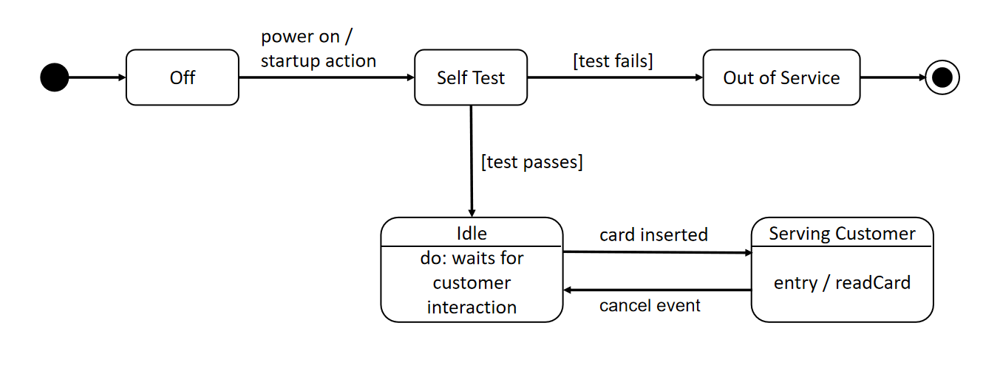 power on /
startup action
Off
Self Test
[test fails]
Out of Service
[test passes]
Idle
do: waits for
customer
interaction
card inserted
cancel event
Serving Customer
entry / readCard